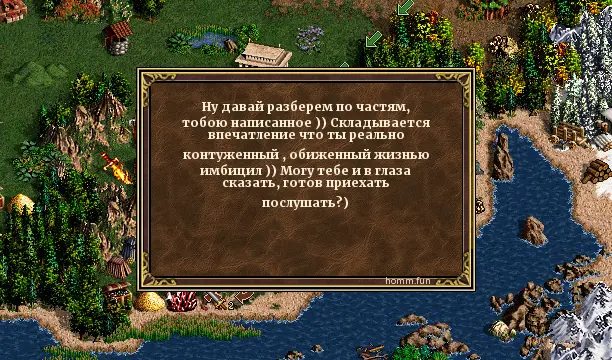 Ну давай разберем по частям,
тобою написанное )) Складывается
впечатление что ты реально
контуженный , обиженный жизнью
имбицил )) Могу тебе и в глаза
сказать, готов приехать
послушать?)
homm.fun